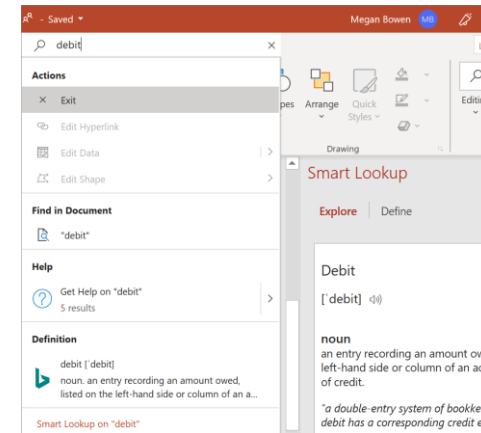 - Saved
Megan Bowen MB
debit
Actions
Exit
Edit Hyperlink
Edit Data
Edit Shape
Find in Document
"debit"
Help
Get Help on "debit"
5 results
Definition
debit [ˈdebit]
noun. an entry recording an amount owed,
listed on the left-hand side or column of an a...
Smart Lookup on "debit"
Arrange
Quick
Styles
Drawing
Smart Lookup
Explore
Define
Debit
[ˈdebit]
noun
an entry recording an amount
left-hand side or column of an
of credit.
"a double-entry system of
debit has a corresponding credit